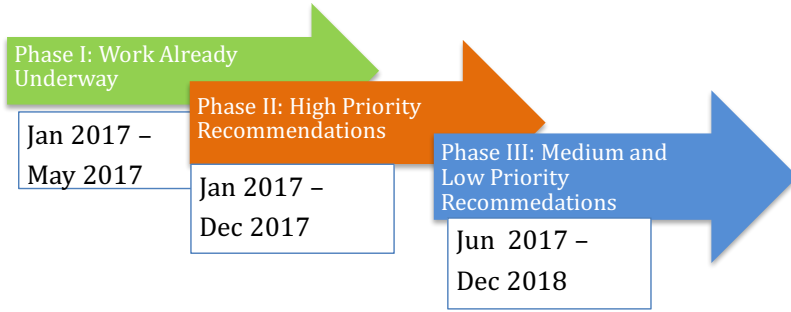 Phase I: Work Already
Underway
Jan 2017 –
May 2017
Phase II: High Priority
Recommendations
Jan 2017 –
Dec 2017
Phase III: Medium and
Low Priority
Recommedations
Jun 2017 –
Dec 2018